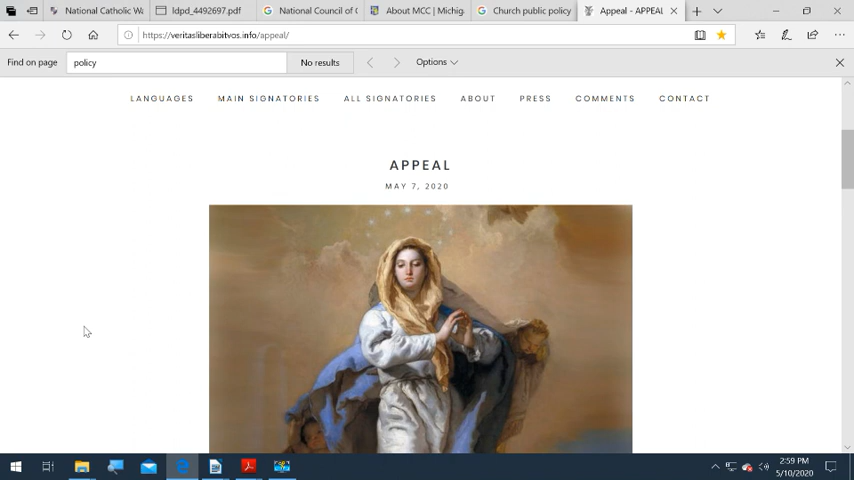 National Catholic Wa
ldpd_4492697.pdf
National Council of C
About MCC | Michig
Church public policy
Appeal - APPEAL
https://veritasliberabitvos.info/appeal/
Find on page
policy
No results
Options
LANGUAGES
MAIN SIGNATORIES
ALL SIGNATORIES
ABOUT
PRESS
COMMENTS
CONTACT
APPEAL
MAY 7, 2020
2:59 PM
5/10/2020